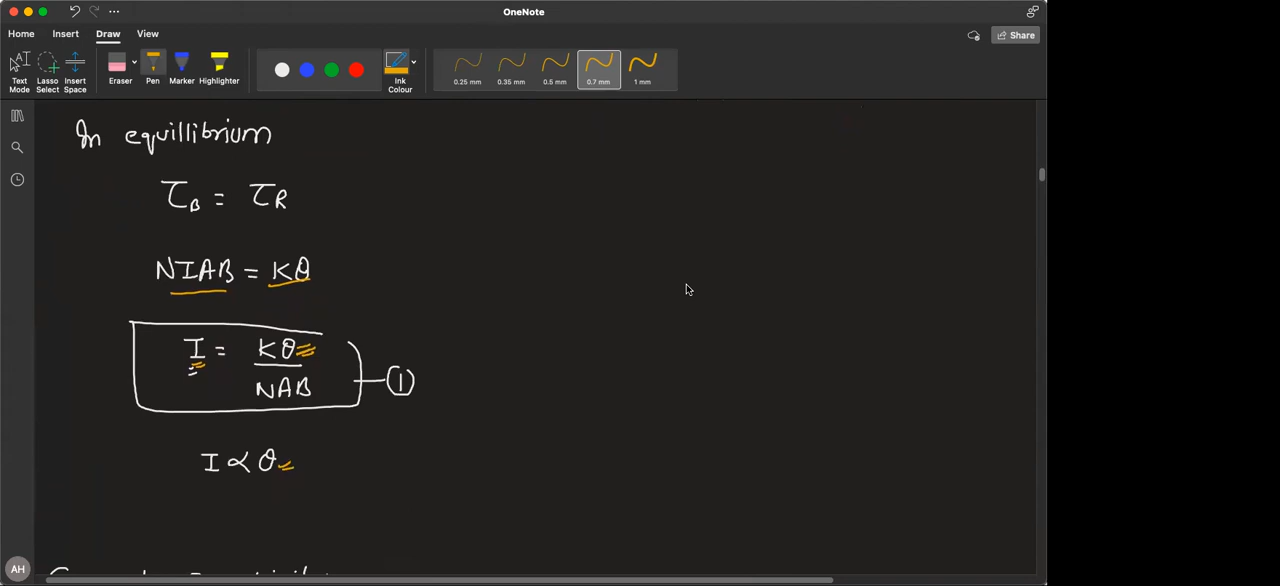 OneNote
Home Insert Draw View
Share
Text Mode
Lasso Select
Insert Space
Eraser
Pen
Marker
Highlighter
Ink Colour
0.25 mm
0.35 mm
0.5 mm
0.7 mm
1 mm
In equillibrium
τB = τR
NIAB = Kθ
I = Kθ
NAB
①
I ∝ θ
AH